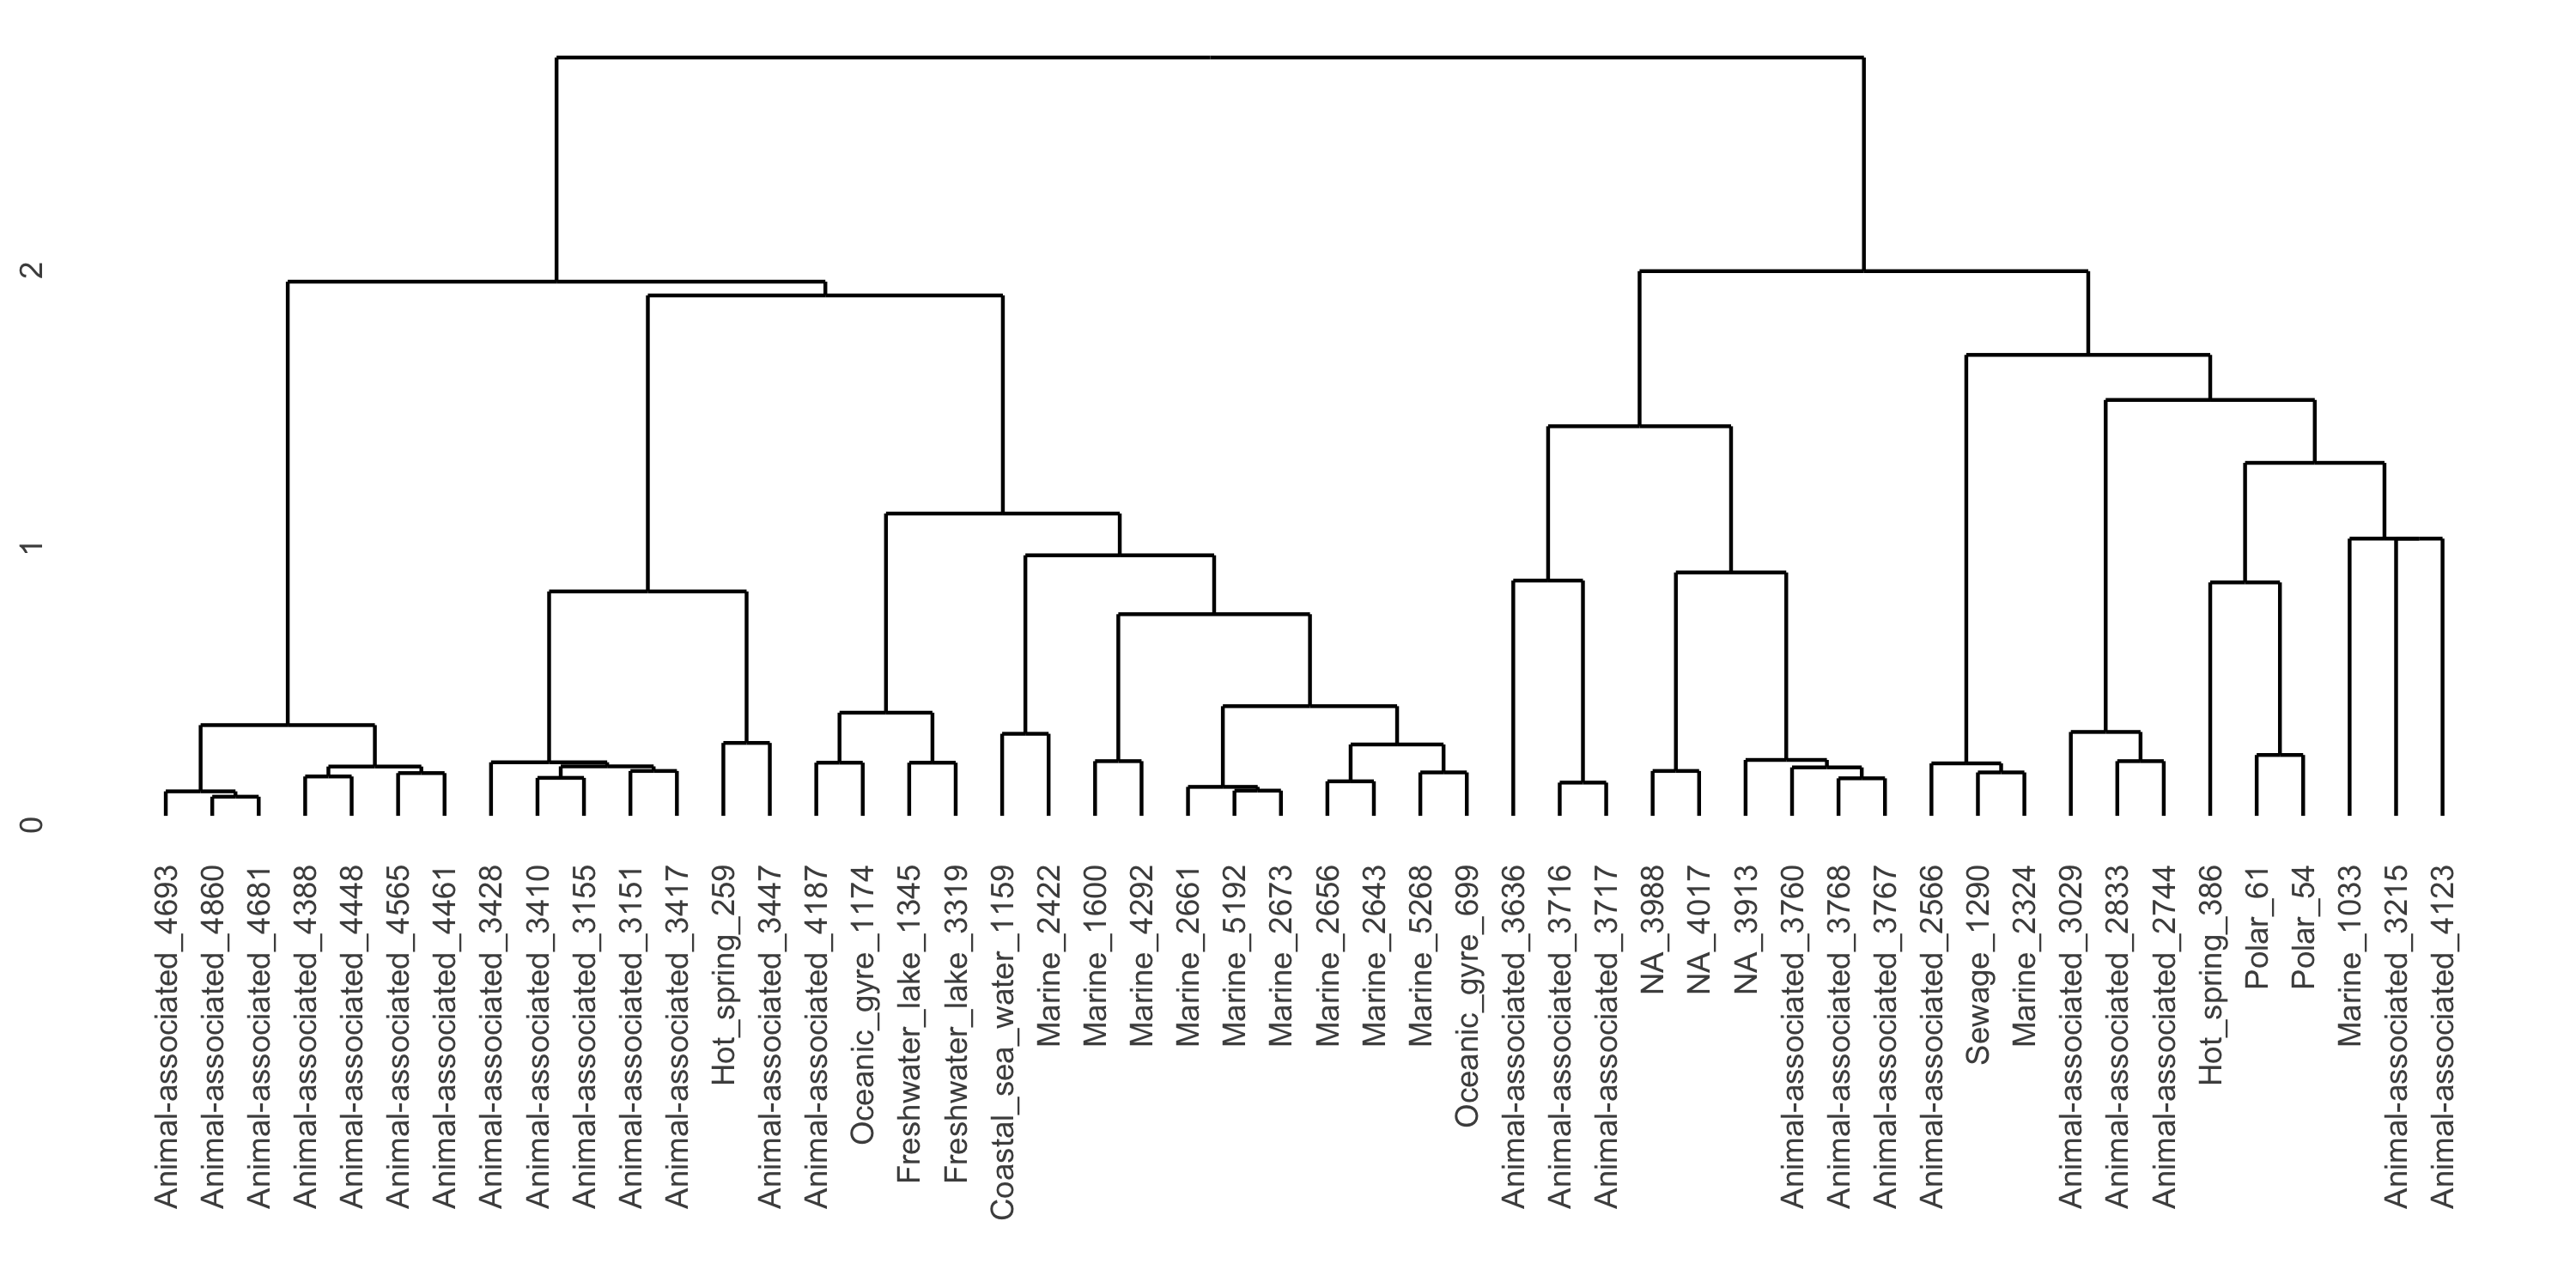 2
1
0
Animal-associated_4693
Animal-associated_4860
Animal-associated_4681
Animal-associated_4388
Animal-associated_4448
Animal-associated_4565
Animal-associated_4461
Animal-associated_3428
Animal-associated_3410
Animal-associated_3155
Animal-associated_3151
Animal-associated_3417
Hot_spring_259
Animal-associated_3447
Animal-associated_4187
Oceanic_gyre_1174
Freshwater_lake_1345
Freshwater_lake_3319
Coastal_sea_water_1159
Marine_2422
Marine_1600
Marine_4292
Marine_2661
Marine_5192
Marine_2673
Marine_2656
Marine_2643
Marine_5268
Oceanic_gyre_699
Animal-associated_3636
Animal-associated_3716
Animal-associated_3717
NA_3988
NA_4017
NA_3913
Animal-associated_3760
Animal-associated_3768
Animal-associated_3767
Animal-associated_2566
Sewage_1290
Marine_2324
Animal-associated_3029
Animal-associated_2833
Animal-associated_2744
Hot_spring_386
Polar_61
Polar_54
Marine_1033
Animal-associated_3215
Animal-associated_4123